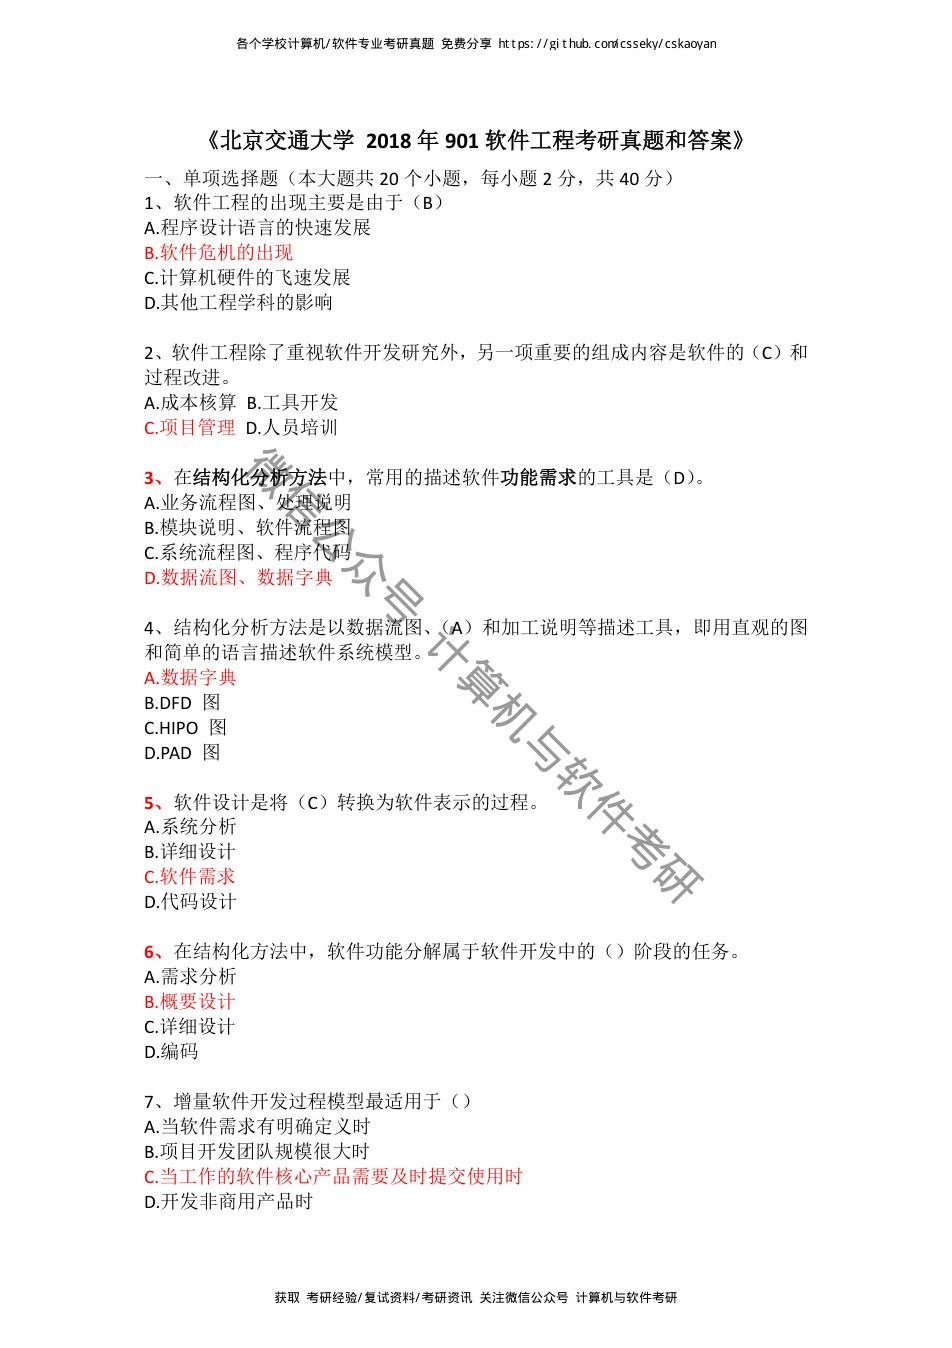 各个学校计算机/软件专业考研真题 免费分享 https://github.com/csseky/cskaoyan
《北京交通大学 2018 年 901 软件工程考研真题和答案》
一、单项选择题（本大题共 20 个小题，每小题 2 分，共 40 分）
1、软件工程的出现主要是由于（B）
A.程序设计语言的快速发展
B.软件危机的出现
C.计算机硬件的飞速发展
D.其他工程学科的影响
2、软件工程除了重视软件开发研究外，另一项重要的组成内容是软件的（C）和
过程改进。
A.成本核算 B.工具开发
C.项目管理 D.人员培训
3、在结构化分析方法中，常用的描述软件功能需求的工具是（D）。
A.业务流程图、处理说明
B.模块说明、软件流程图
C.系统流程图、程序代码
D.数据流图、数据字典
4、结构化分析方法是以数据流图、（A）和加工说明等描述工具，即用直观的图
和简单的语言描述软件系统模型。
A.数据字典
B.DFD 图
C.HIPO 图
D.PAD 图
5、软件设计是将（C）转换为软件表示的过程。
A.系统分析
B.详细设计
C.软件需求
D.代码设计
6、在结构化方法中，软件功能分解属于软件开发中的（）阶段的任务。
A.需求分析
B.概要设计
C.详细设计
D.编码
7、增量软件开发过程模型最适用于（）
A.当软件需求有明确定义时
B.项目开发团队规模很大时
C.当工作的软件核心产品需要及时提交使用时
D.开发非商用产品时
微信公众号 计算机与软件考研
获取 考研经验/复试资料/考研资讯 关注微信公众号 计算机与软件考研